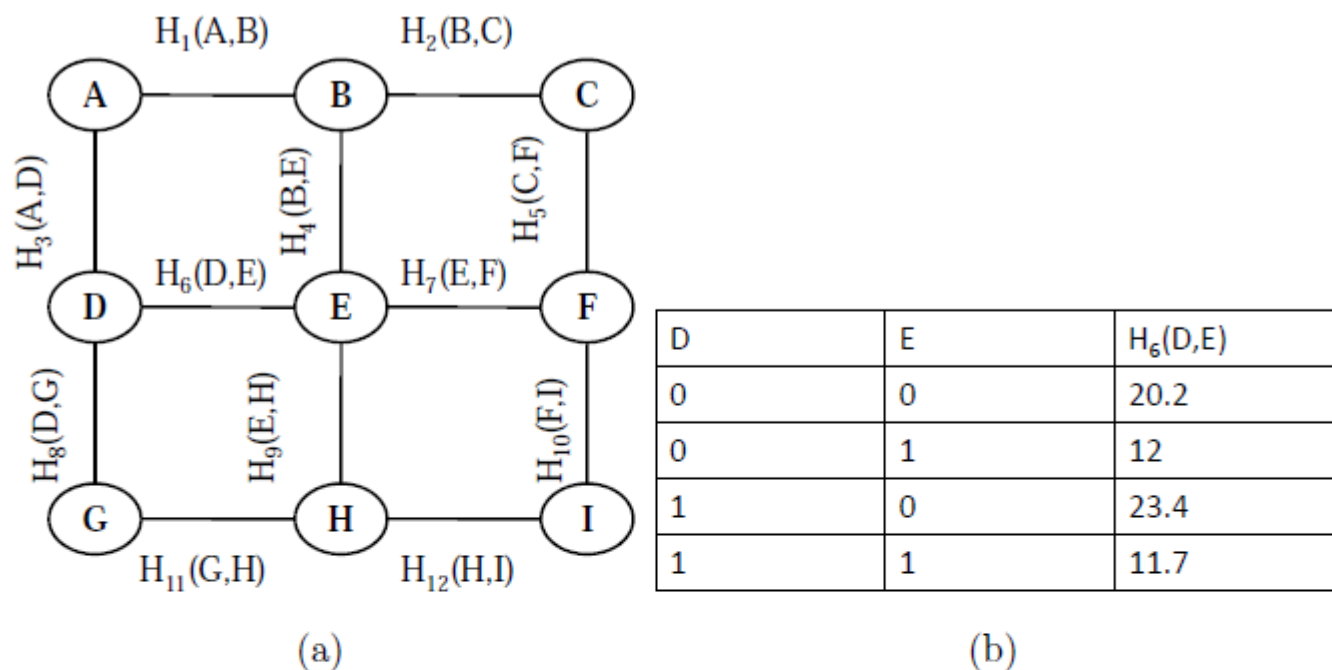 H₁(A,B) H₂(B,C)
A B C
H₃(A,D) H₄(B,E) H₅(C,F)
H₆(D,E) H₇(E,F)
D E F
H₈(D,G) H₉(E,H) H₁₀(F,I)
G H I
H₁₁(G,H) H₁₂(H,I)
(a)
D E H₆(D,E)
0 0 20.2
0 1 12
1 0 23.4
1 1 11.7
(b)